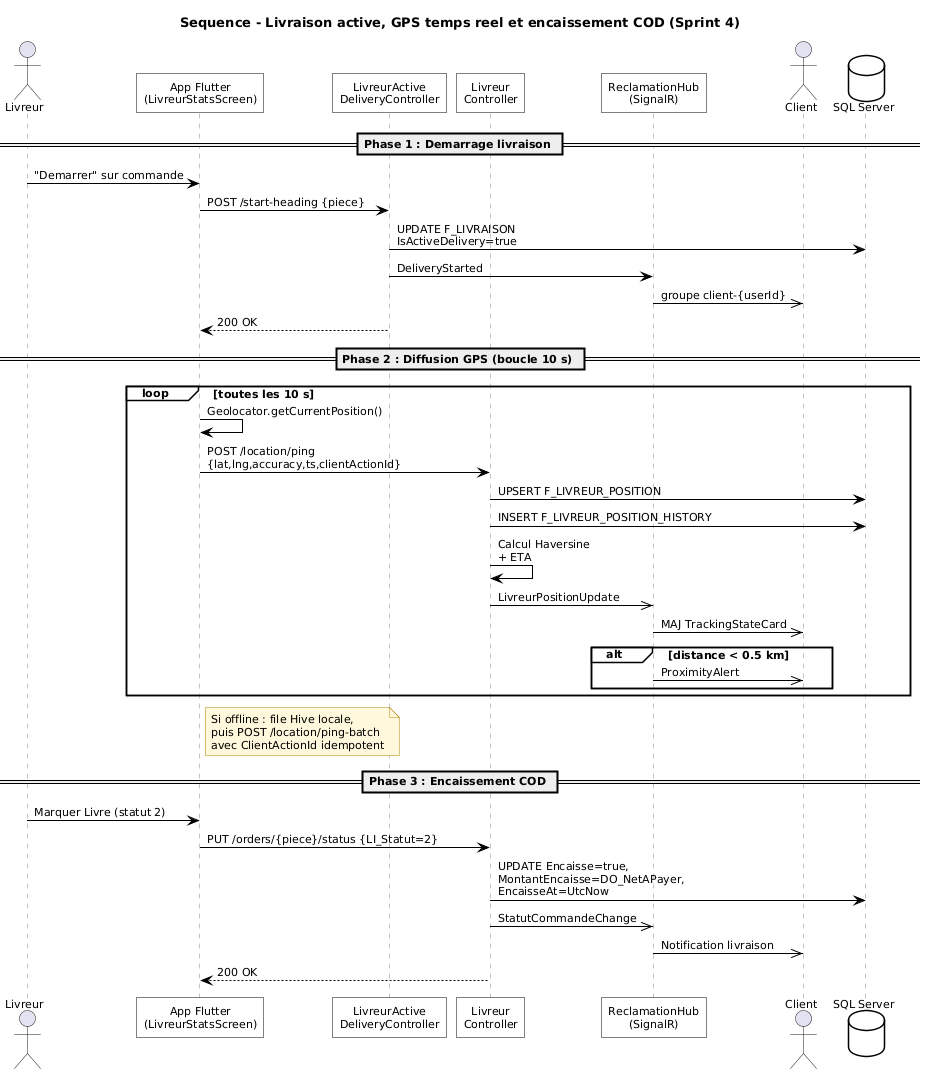 Sequence - Livraison active, GPS temps reel et encaissement COD (Sprint 4)
Livreur
App Flutter
(LivreurStatsScreen)
LivreurActive
DeliveryController
Livreur
Controller
ReclamationHub
(SignalR)
Client
SQL Server
Phase 1 : Demarrage livraison
"Demarrer" sur commande
POST /start-heading {piece}
UPDATE F_LIVRAISON
IsActiveDelivery=true
DeliveryStarted
groupe client-{userId}
200 OK
Phase 2 : Diffusion GPS (boucle 10 s)
loop
[toutes les 10 s]
Geolocator.getCurrentPosition()
POST /location/ping
{lat,lng,accuracy,ts,clientActionId}
UPSERT F_LIVREUR_POSITION
INSERT F_LIVREUR_POSITION_HISTORY
Calcul Haversine
+ ETA
LivreurPositionUpdate
MAJ TrackingStateCard
alt
[distance < 0.5 km]
ProximityAlert
Si offline : file Hive locale,
puis POST /location/ping-batch
avec ClientActionId idempotent
Phase 3 : Encaissement COD
Marquer Livre (statut 2)
PUT /orders/{piece}/status {LI_Statut=2}
UPDATE Encaisse=true,
MontantEncaisse=DO_NetAPayer,
EncaisseAt=UtcNow
StatutCommandeChange
Notification livraison
200 OK
Livreur
App Flutter
(LivreurStatsScreen)
LivreurActive
DeliveryController
Livreur
Controller
ReclamationHub
(SignalR)
Client
SQL Server